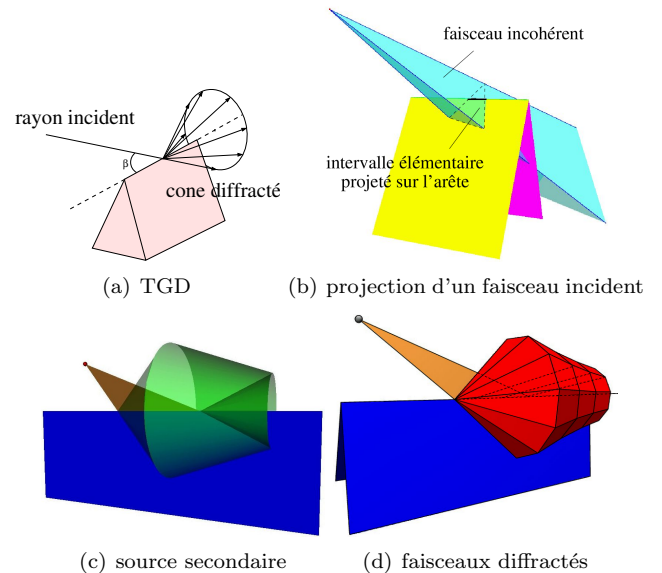 faisceau incohérent
rayon incident
β
intervalle élémentaire
projeté sur l'arête
cone diffracté
(a) TGD
(b) projection d'un faisceau incident
(c) source secondaire
(d) faisceaux diffractés